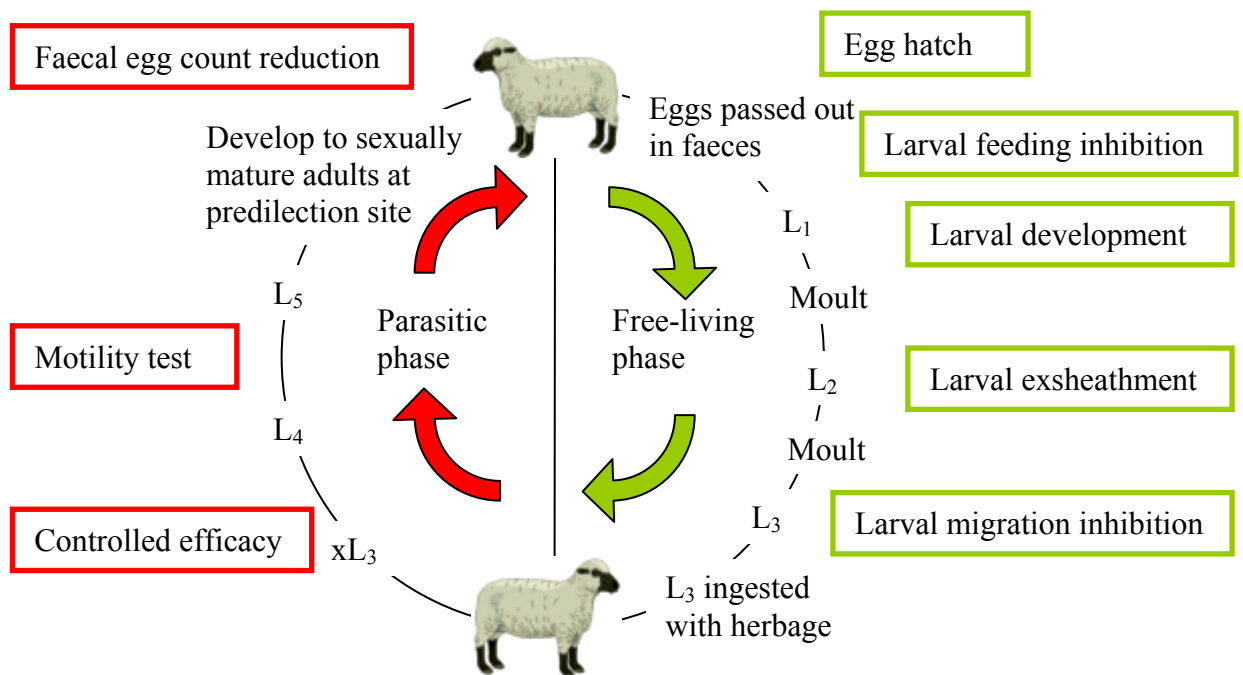 Faecal egg count reduction
Egg hatch
Develop to sexually
mature adults at
predilection site
Eggs passed out
in faeces
Larval feeding inhibition
L₁
Larval development
L₅
Moult
Parasitic
phase
Free-living
phase
Motility test
L₂
Larval exsheathment
L₄
Moult
Controlled efficacy
xL₃
L₃
Larval migration inhibition
L₃ ingested
with herbage